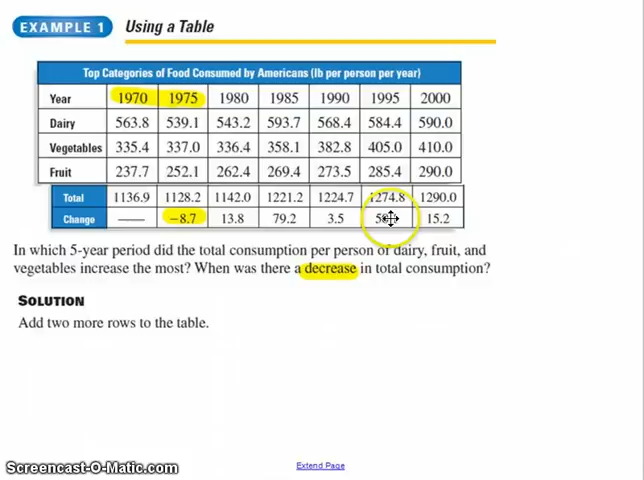 EXAMPLE 1 Using a Table
Top Categories of Food Consumed by Americans (lb per person per year)
Year 1970 1975 1980 1985 1990 1995 2000
Dairy 563.8 539.1 543.2 593.7 568.4 584.4 590.0
Vegetables 335.4 337.0 336.4 358.1 382.8 405.0 410.0
Fruit 237.7 252.1 262.4 269.4 273.5 285.4 290.0
Total 1136.9 1128.2 1142.0 1221.2 1224.7 1274.8 1290.0
Change —— −8.7 13.8 79.2 3.5 15.2
In which 5-year period did the total consumption per person of dairy, fruit, and
vegetables increase the most? When was there a decrease in total consumption?
SOLUTION
Add two more rows to the table.
Extend Page
Screencast-O-Matic.com